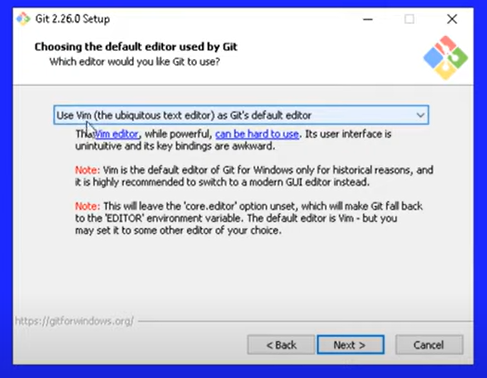 Git 2.26.0 Setup
Choosing the default editor used by Git
Which editor would you like Git to use?
Use Vim (the ubiquitous text editor) as Git's default editor
The Vim editor, while powerful, can be hard to use. Its user interface is
unintuitive and its key bindings are awkward.
Note: Vim is the default editor of Git for Windows only for historical reasons, and
it is highly recommended to switch to a modern GUI editor instead.
Note: This will leave the 'core.editor' option unset, which will make Git fall back
to the 'EDITOR' environment variable. The default editor is Vim - but you
may set it to some other editor of your choice.
https://gitforwindows.org/
< Back
Next >
Cancel